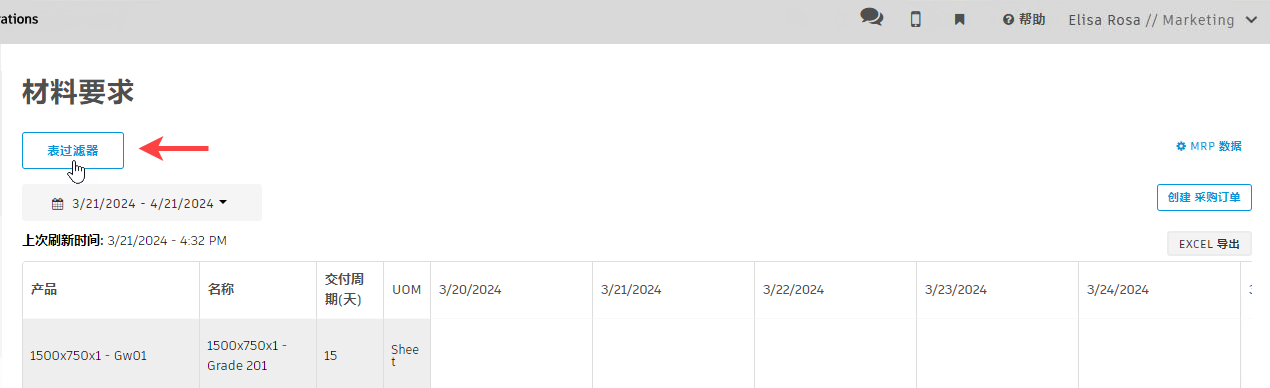 rations
帮助
Elisa Rosa // Marketing
材料要求
表过滤器
MRP 数据
3/21/2024 - 4/21/2024
创建 采购订单
上次刷新时间: 3/21/2024 - 4:32 PM
EXCEL 导出
产品 名称 交付周期(天) UOM 3/20/2024 3/21/2024 3/22/2024 3/23/2024 3/24/2024
1500x750x1 - Gw01
1500x750x1 -
Grade 201
15
Shee
t